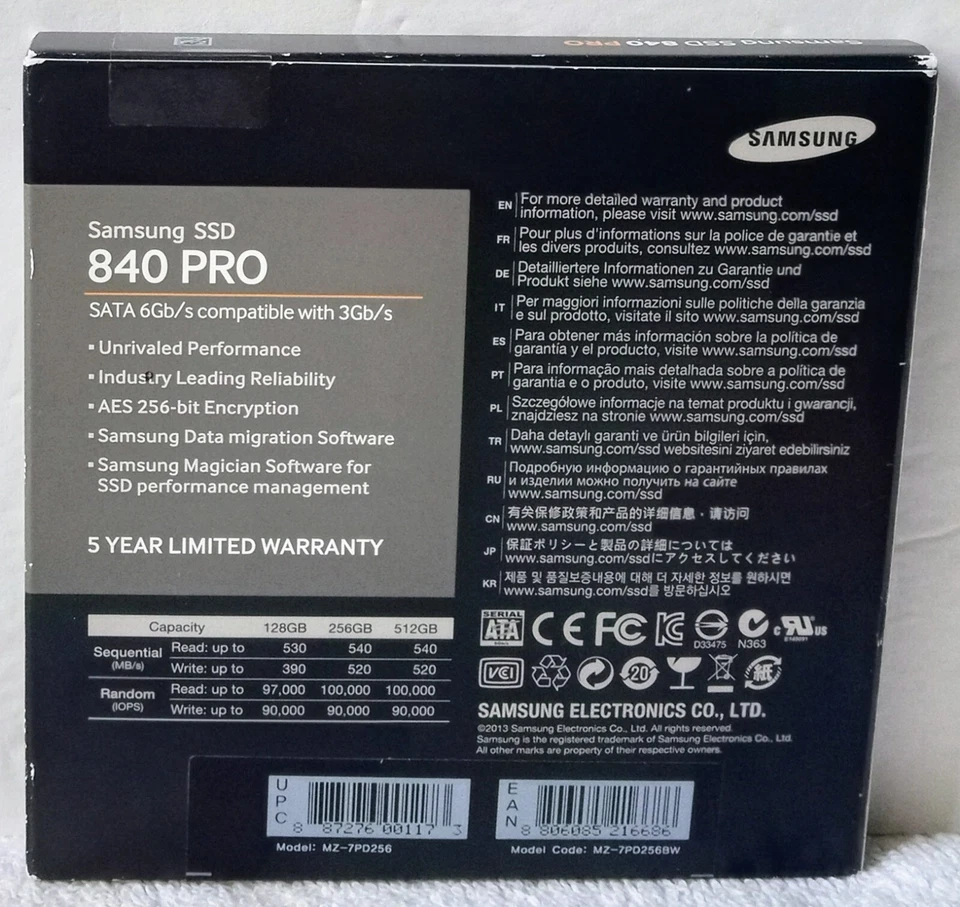 Samsung SSD 840 PRO
SAMSUNG
Samsung SSD
840 PRO
SATA 6Gb/s compatible with 3Gb/s
▪ Unrivaled Performance
▪ Industry Leading Reliability
▪ AES 256-bit Encryption
▪ Samsung Data migration Software
▪ Samsung Magician Software for
SSD performance management
5 YEAR LIMITED WARRANTY
Capacity 128GB 256GB 512GB
Sequential (MB/s) Read: up to 530 540 540
Write: up to 390 520 520
Random (IOPS) Read: up to 97,000 100,000 100,000
Write: up to 90,000 90,000 90,000
EN For more detailed warranty and product
information, please visit www.samsung.com/ssd
FR Pour plus d'informations sur la police de garantie et
les divers produits, consultez www.samsung.com/ssd
DE Detailliertere Informationen zu Garantie und
Produkt siehe www.samsung.com/ssd
IT Per maggiori informazioni sulle politiche della garanzia
e sul prodotto, visitate il sito www.samsung.com/ssd
ES Para obtener más información sobre la política de
garantía y el producto, visite www.samsung.com/ssd
PT Para informação mais detalhada sobre a política de
garantia e o produto, visite www.samsung.com/ssd
PL Szczegółowe informacje na temat produktu i gwarancji,
znajdziesz na stronie www.samsung.com/ssd
TR Daha detaylı garanti ve ürün bilgileri için,
www.samsung.com/ssd websitesini ziyaret edebilirsiniz
RU Подробную информацию о гарантийных правилах
и изделии можно получить на сайте
www.samsung.com/ssd
CN 有关保修政策和产品的详细信息，请访问
www.samsung.com/ssd
JP 保証ポリシーと製品の詳細については
www.samsung.com/ssdにアクセスしてください
KR 제품 및 품질보증내용에 대해 더 자세한 정보를 원하시면
www.samsung.com/ssd를 방문하십시오
SERIAL ATA CE FC D33475 N363 c RU US
VCI 20 紙
SAMSUNG ELECTRONICS CO., LTD.
©2013 Samsung Electronics Co., Ltd. All rights reserved.
Samsung is the registered trademark of Samsung Electronics Co., Ltd.
All other marks are property of their respective owners.
UPC
8 87276 00117 3
Model: MZ-7PD256
EAN
8 806085 216686
Model Code: MZ-7PD256BW